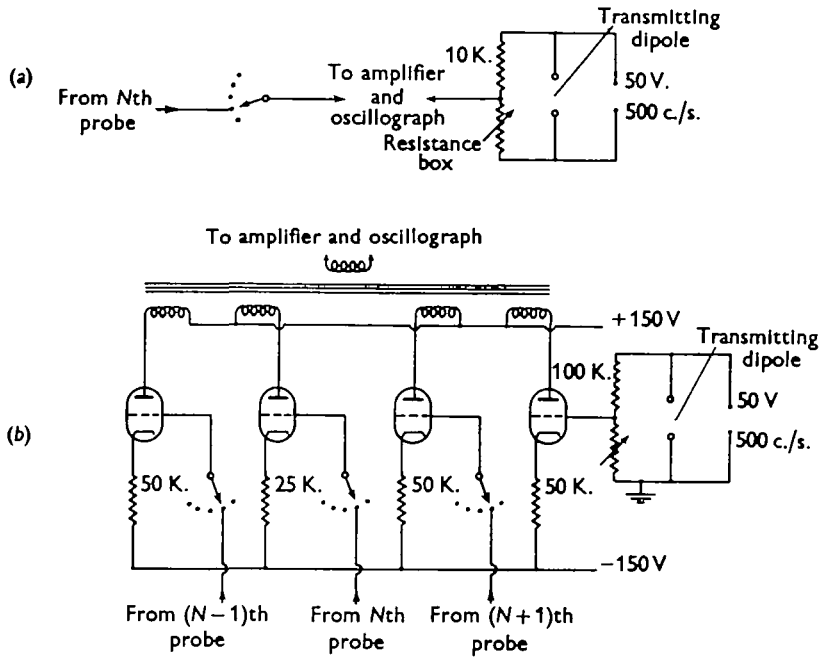 (a)
From Nth
probe
To amplifier
and
oscillograph
10 K.
Resistance
box
Transmitting
dipole
50 V.
500 c./s.
(b)
To amplifier and oscillograph
+150 V
Transmitting
dipole
100 K.
50 V
500 c./s.
50 K.
25 K.
50 K.
50 K.
−150 V
From (N−1)th
probe
From Nth
probe
From (N+1)th
probe